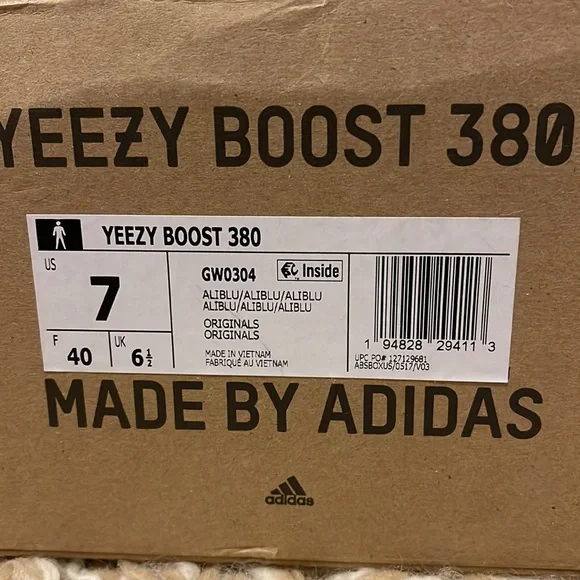 YEEZY BOOST 380
YEEZY BOOST 380
US
7
F
40
UK
6½
GW0304
Inside
ALIBLU/ALIBLU/ALIBLU
ALIBLU/ALIBLU/ALIBLU
ORIGINALS
ORIGINALS
MADE IN VIETNAM
FABRIQUÉ AU VIETNAM
1 94828 29411 3
UPC PO# 127129681
ABSBOXUS/0517/V03
MADE BY ADIDAS
adidas